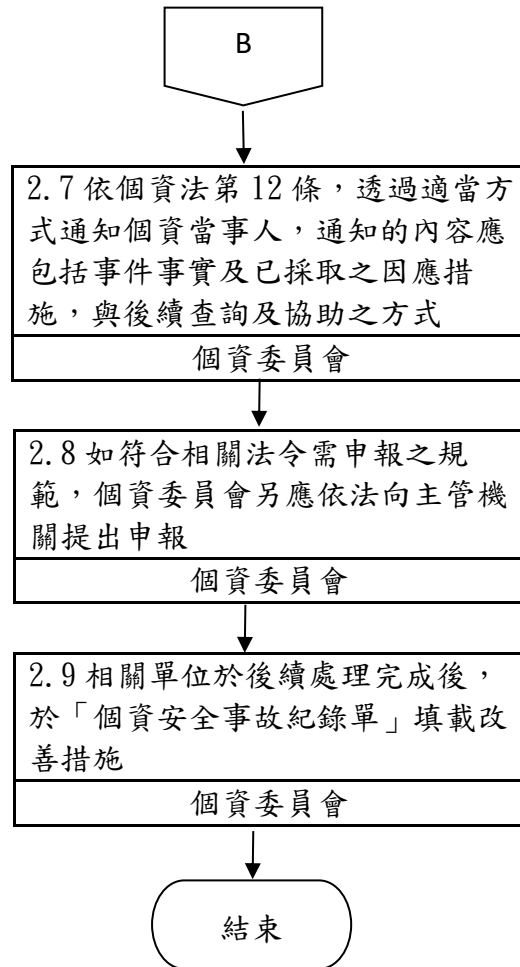 B
2.7 依個資法第 12 條，透過適當方
式通知個資當事人，通知的內容應
包括事件事實及已採取之因應措
施，與後續查詢及協助之方式
個資委員會
2.8 如符合相關法令需申報之規
範，個資委員會另應依法向主管機
關提出申報
個資委員會
2.9 相關單位於後續處理完成後，
於「個資安全事故紀錄單」填載改
善措施
個資委員會
結束